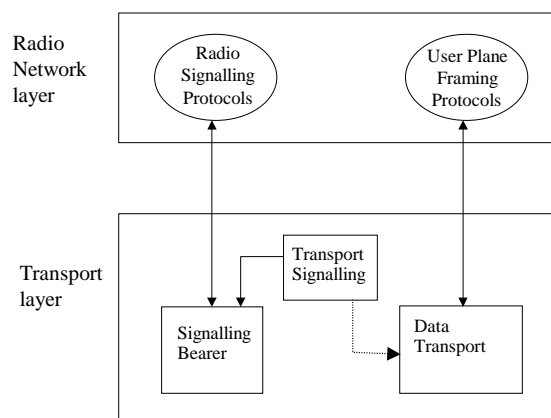 Radio
Network
layer
Radio
Signalling
Protocols
User Plane
Framing
Protocols
Transport
layer
Transport
Signalling
Signalling
Bearer
Data
Transport